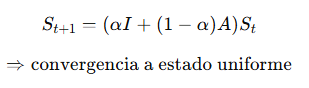 S_{t+1} = (αI + (1 − α)A)S_t
⇒ convergencia a estado uniforme